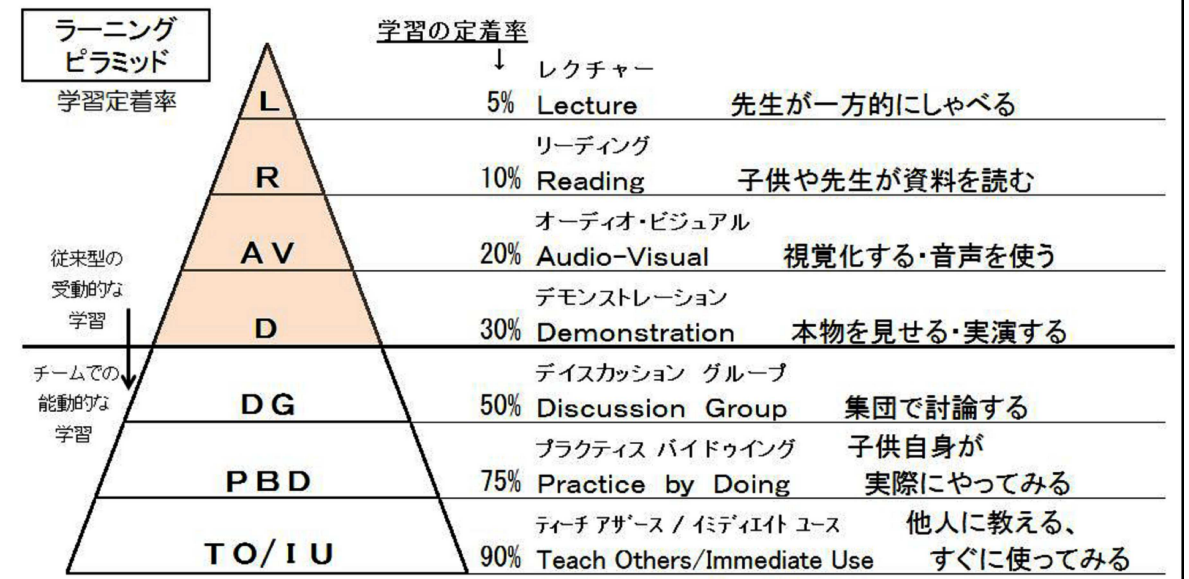 ラーニング
ピラミッド
学習定着率
学習の定着率
↓
レクチャー
L 5% Lecture 先生が一方的にしゃべる
リーディング
R 10% Reading 子供や先生が資料を読む
オーディオ・ビジュアル
AV 20% Audio-Visual 視覚化する・音声を使う
従来型の
受動的な
学習
デモンストレーション
D 30% Demonstration 本物を見せる・実演する
チームでの
能動的な
学習
デイスカッション グループ
DG 50% Discussion Group 集団で討論する
プラクティス バイドゥイング 子供自身が
PBD 75% Practice by Doing 実際にやってみる
ティーチ アザース / イミディエイト ユース 他人に教える、
TO/IU 90% Teach Others/Immediate Use すぐに使ってみる